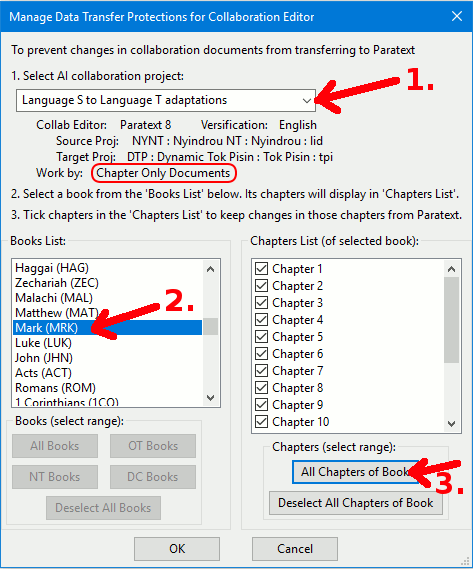 Manage Data Transfer Protections for Collaboration Editor
To prevent changes in collaboration documents from transferring to Paratext
1. Select AI collaboration project:
1.
Language S to Language T adaptations
Collab Editor: Paratext 8 Versification: English
Source Proj: NYNT : Nyindrou NT : Nyindrou : lid
Target Proj: DTP : Dynamic Tok Pisin : Tok Pisin : tpi
Work by: Chapter Only Documents
2. Select a book from the 'Books List' below. Its chapters will display in 'Chapters List'.
3. Tick chapters in the 'Chapters List' to keep changes in those chapters from Paratext.
Books List:
Haggai (HAG)
Zechariah (ZEC)
Malachi (MAL)
Matthew (MAT)
Mark (MRK)
Luke (LUK)
John (JHN)
Acts (ACT)
Romans (ROM)
1 Corinthians (1CO)
2.
Books (select range):
All Books
OT Books
NT Books
DC Books
Deselect All Books
Chapters List (of selected book):
Chapter 1
Chapter 2
Chapter 3
Chapter 4
Chapter 5
Chapter 6
Chapter 7
Chapter 8
Chapter 9
Chapter 10
Chapters (select range):
All Chapters of Book
3.
Deselect All Chapters of Book
OK
Cancel